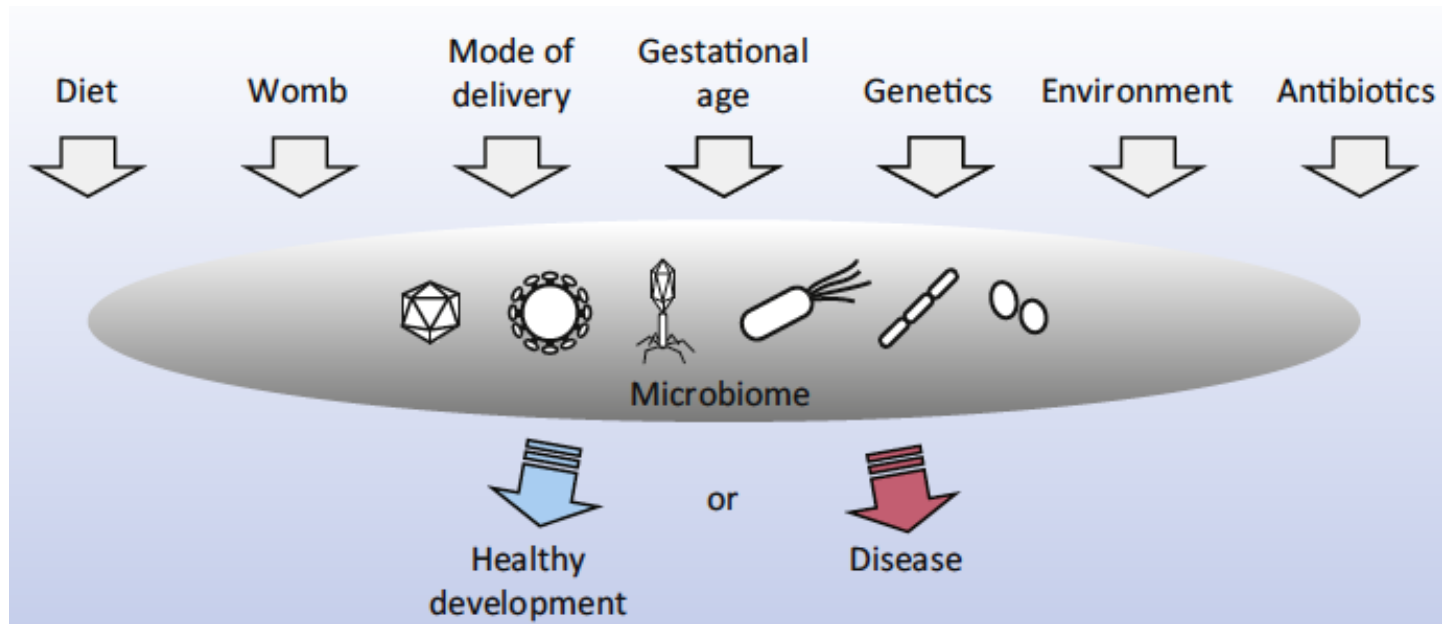 Diet
Womb
Mode of
delivery
Gestational
age
Genetics
Environment
Antibiotics
Microbiome
or
Healthy
development
Disease